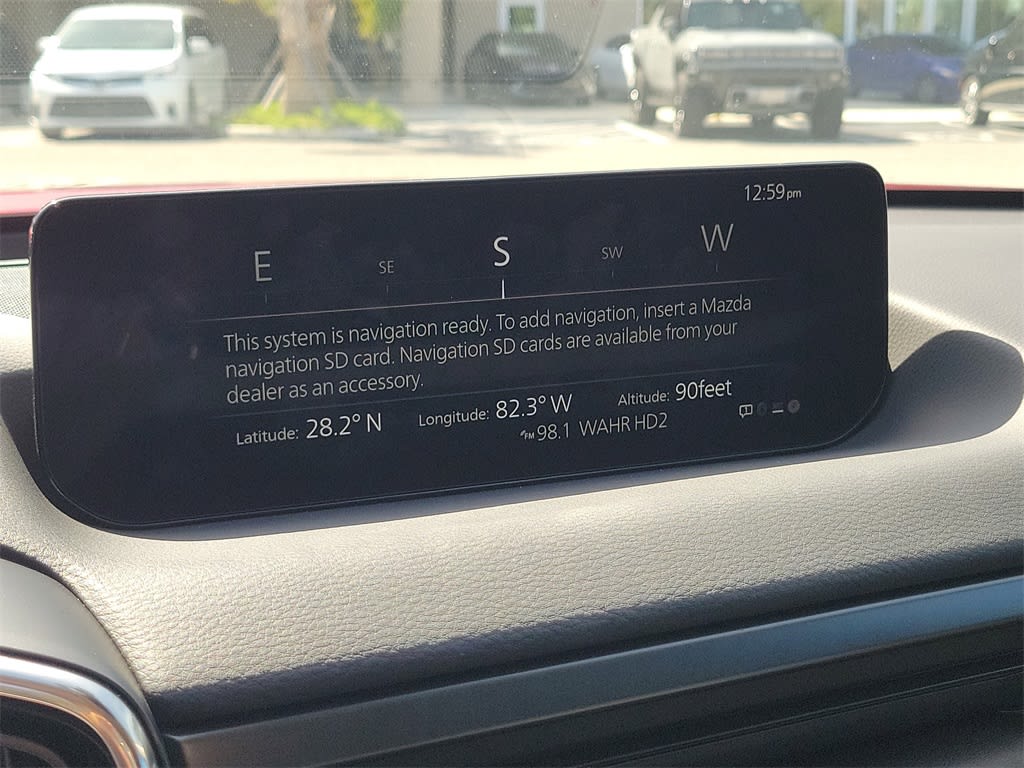 12:59pm
E SE S SW W
This system is navigation ready. To add navigation, insert a Mazda
navigation SD card. Navigation SD cards are available from your
dealer as an accessory.
Latitude: 28.2° N Longitude: 82.3° W Altitude: 90feet
FM 98.1 WAHR HD2